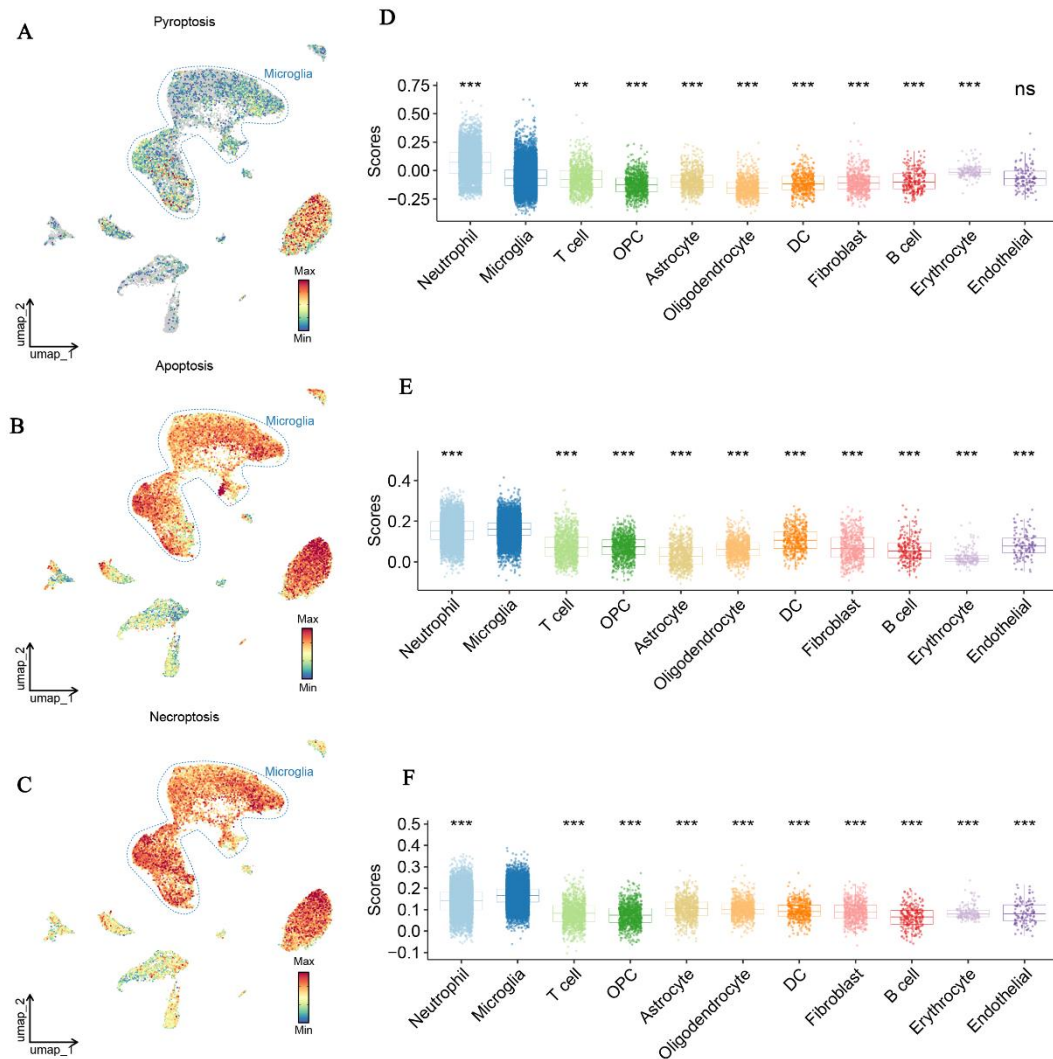 A
Pyroptosis
Microglia
Max
Min
umap_2
umap_1
B
Apoptosis
Microglia
Max
Min
umap_2
umap_1
C
Necroptosis
Microglia
Max
Min
umap_2
umap_1
D
*** ** *** *** *** *** *** *** *** ns
Scores
0.75
0.50
0.25
0.00
−0.25
Neutrophil
Microglia
T cell
OPC
Astrocyte
Oligodendrocyte
DC
Fibroblast
B cell
Erythrocyte
Endothelial
E
*** *** *** *** *** *** *** *** *** ***
Scores
0.4
0.2
0.0
Neutrophil
Microglia
T cell
OPC
Astrocyte
Oligodendrocyte
DC
Fibroblast
B cell
Erythrocyte
Endothelial
F
*** *** *** *** *** *** *** *** *** ***
Scores
0.5
0.4
0.3
0.2
0.1
0.0
−0.1
Neutrophil
Microglia
T cell
OPC
Astrocyte
Oligodendrocyte
DC
Fibroblast
B cell
Erythrocyte
Endothelial